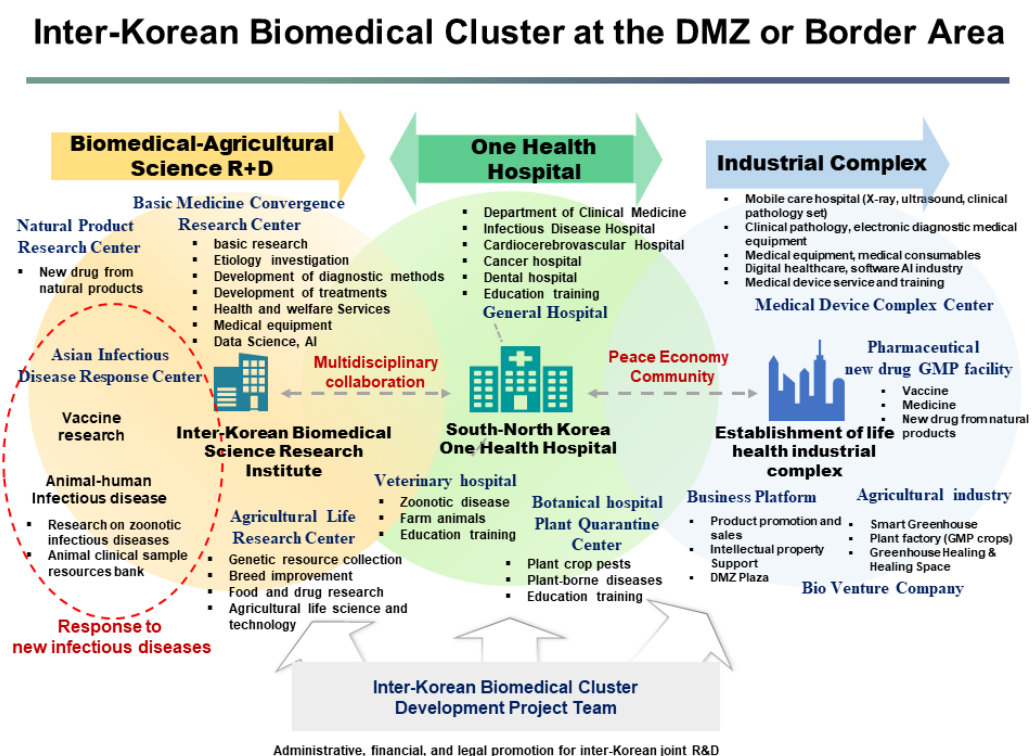 Inter-Korean Biomedical Cluster at the DMZ or Border Area
Biomedical-Agricultural
Science R+D
One Health
Hospital
Industrial Complex
Natural Product
Research Center
▪ New drug from
natural products
Basic Medicine Convergence
Research Center
▪ basic research
▪ Etiology investigation
▪ Development of diagnostic methods
▪ Development of treatments
▪ Health and welfare Services
▪ Medical equipment
▪ Data Science, AI
Asian Infectious
Disease Response Center
Vaccine
research
Animal-human
Infectious disease
▪ Research on zoonotic
infectious diseases
▪ Animal clinical sample
resources bank
Response to
new infectious diseases
Inter-Korean Biomedical
Science Research
Institute
Agricultural Life
Research Center
▪ Genetic resource collection
▪ Breed improvement
▪ Food and drug research
▪ Agricultural life science and
technology
Multidisciplinary
collaboration
▪ Department of Clinical Medicine
▪ Infectious Disease Hospital
▪ Cardiocerebrovascular Hospital
▪ Cancer hospital
▪ Dental hospital
▪ Education training
General Hospital
South-North Korea
One Health Hospital
Veterinary hospital
▪ Zoonotic disease
▪ Farm animals
▪ Education training
Botanical hospital
Plant Quarantine
Center
▪ Plant crop pests
▪ Plant-borne diseases
▪ Education training
Peace Economy
Community
▪ Mobile care hospital (X-ray, ultrasound, clinical
pathology set)
▪ Clinical pathology, electronic diagnostic medical
equipment
▪ Medical equipment, medical consumables
▪ Digital healthcare, software AI industry
▪ Medical device service and training
Medical Device Complex Center
Pharmaceutical
new drug GMP facility
▪ Vaccine
▪ Medicine
▪ New drug from natural
products
Establishment of life
health industrial
complex
Business Platform
▪ Product promotion and
sales
▪ Intellectual property
Support
▪ DMZ Plaza
Agricultural industry
▪ Smart Greenhouse
▪ Plant factory (GMP crops)
▪ Greenhouse Healing &
Healing Space
Bio Venture Company
Inter-Korean Biomedical Cluster
Development Project Team
Administrative, financial, and legal promotion for inter-Korean joint R&D